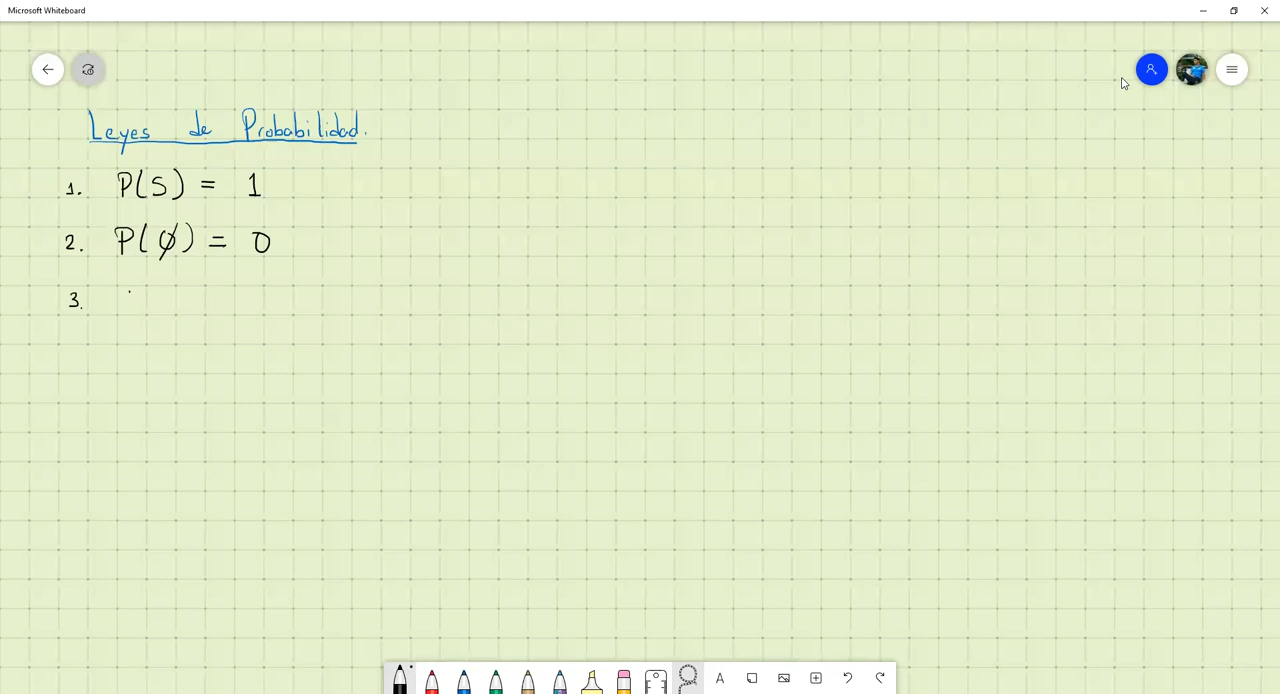 Microsoft Whiteboard
Leyes de Probabilidad.
1. P(S) = 1
2. P(∅) = 0
3.